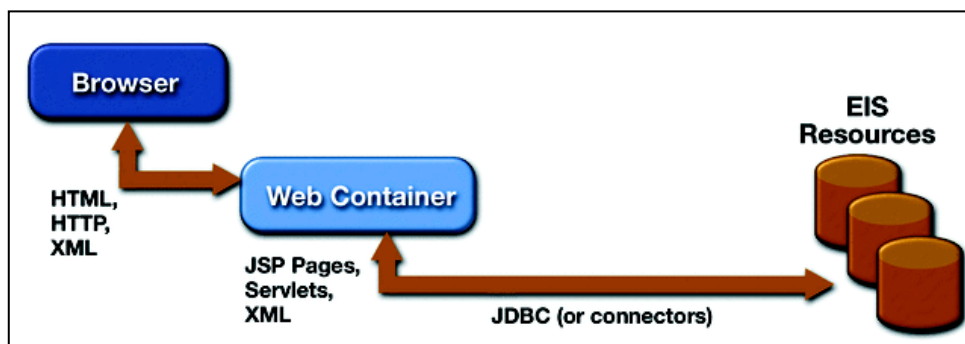 Browser
EIS
Resources
HTML,
HTTP,
XML
Web Container
JSP Pages,
Servlets,
XML
JDBC (or connectors)